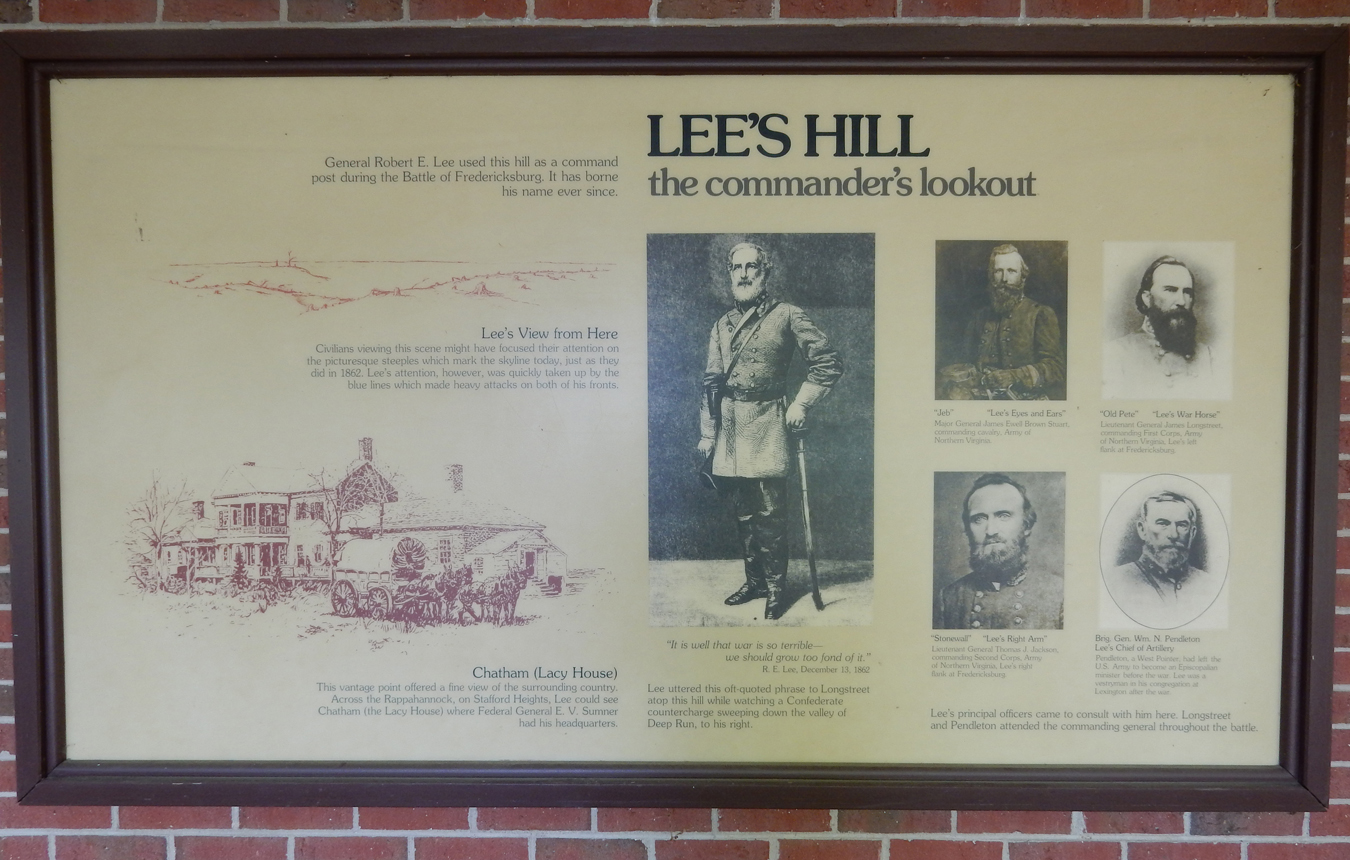 LEE'S HILL
the commander's lookout
General Robert E. Lee used this hill as a command
post during the Battle of Fredericksburg. It has borne
his name ever since.
Lee's View from Here
Civilians viewing this scene might have focused their attention on
the picturesque steeples which mark the skyline today, just as they
did in 1862. Lee's attention, however, was quickly taken up by the
blue lines which made heavy attacks on both of his fronts.
Chatham (Lacy House)
This vantage point offered a fine view of the surrounding country.
Across the Rappahannock, on Stafford Heights, Lee could see
Chatham (the Lacy House) where Federal General E. V. Sumner
had his headquarters.
"It is well that war is so terrible—
we should grow too fond of it."
R. E. Lee, December 13, 1862
Lee uttered this oft-quoted phrase to Longstreet
atop this hill while watching a Confederate
countercharge sweeping down the valley of
Deep Run, to his right.
"Jeb" "Lee's Eyes and Ears"
Major General James Ewell Brown Stuart,
commanding cavalry, Army of
Northern Virginia.
"Old Pete" "Lee's War Horse"
Lieutenant General James Longstreet,
commanding First Corps, Army
of Northern Virginia, Lee's left
flank at Fredericksburg.
"Stonewall" "Lee's Right Arm"
Lieutenant General Thomas J. Jackson,
commanding Second Corps, Army
of Northern Virginia, Lee's right
flank at Fredericksburg.
Brig. Gen. Wm. N. Pendleton
Lee's Chief of Artillery
Pendleton, a West Pointer, had left the
U.S. Army to become an Episcopalian
minister before the war. Lee was a
vestryman in his congregation at
Lexington after the war.
Lee's principal officers came to consult with him here. Longstreet
and Pendleton attended the commanding general throughout the battle.